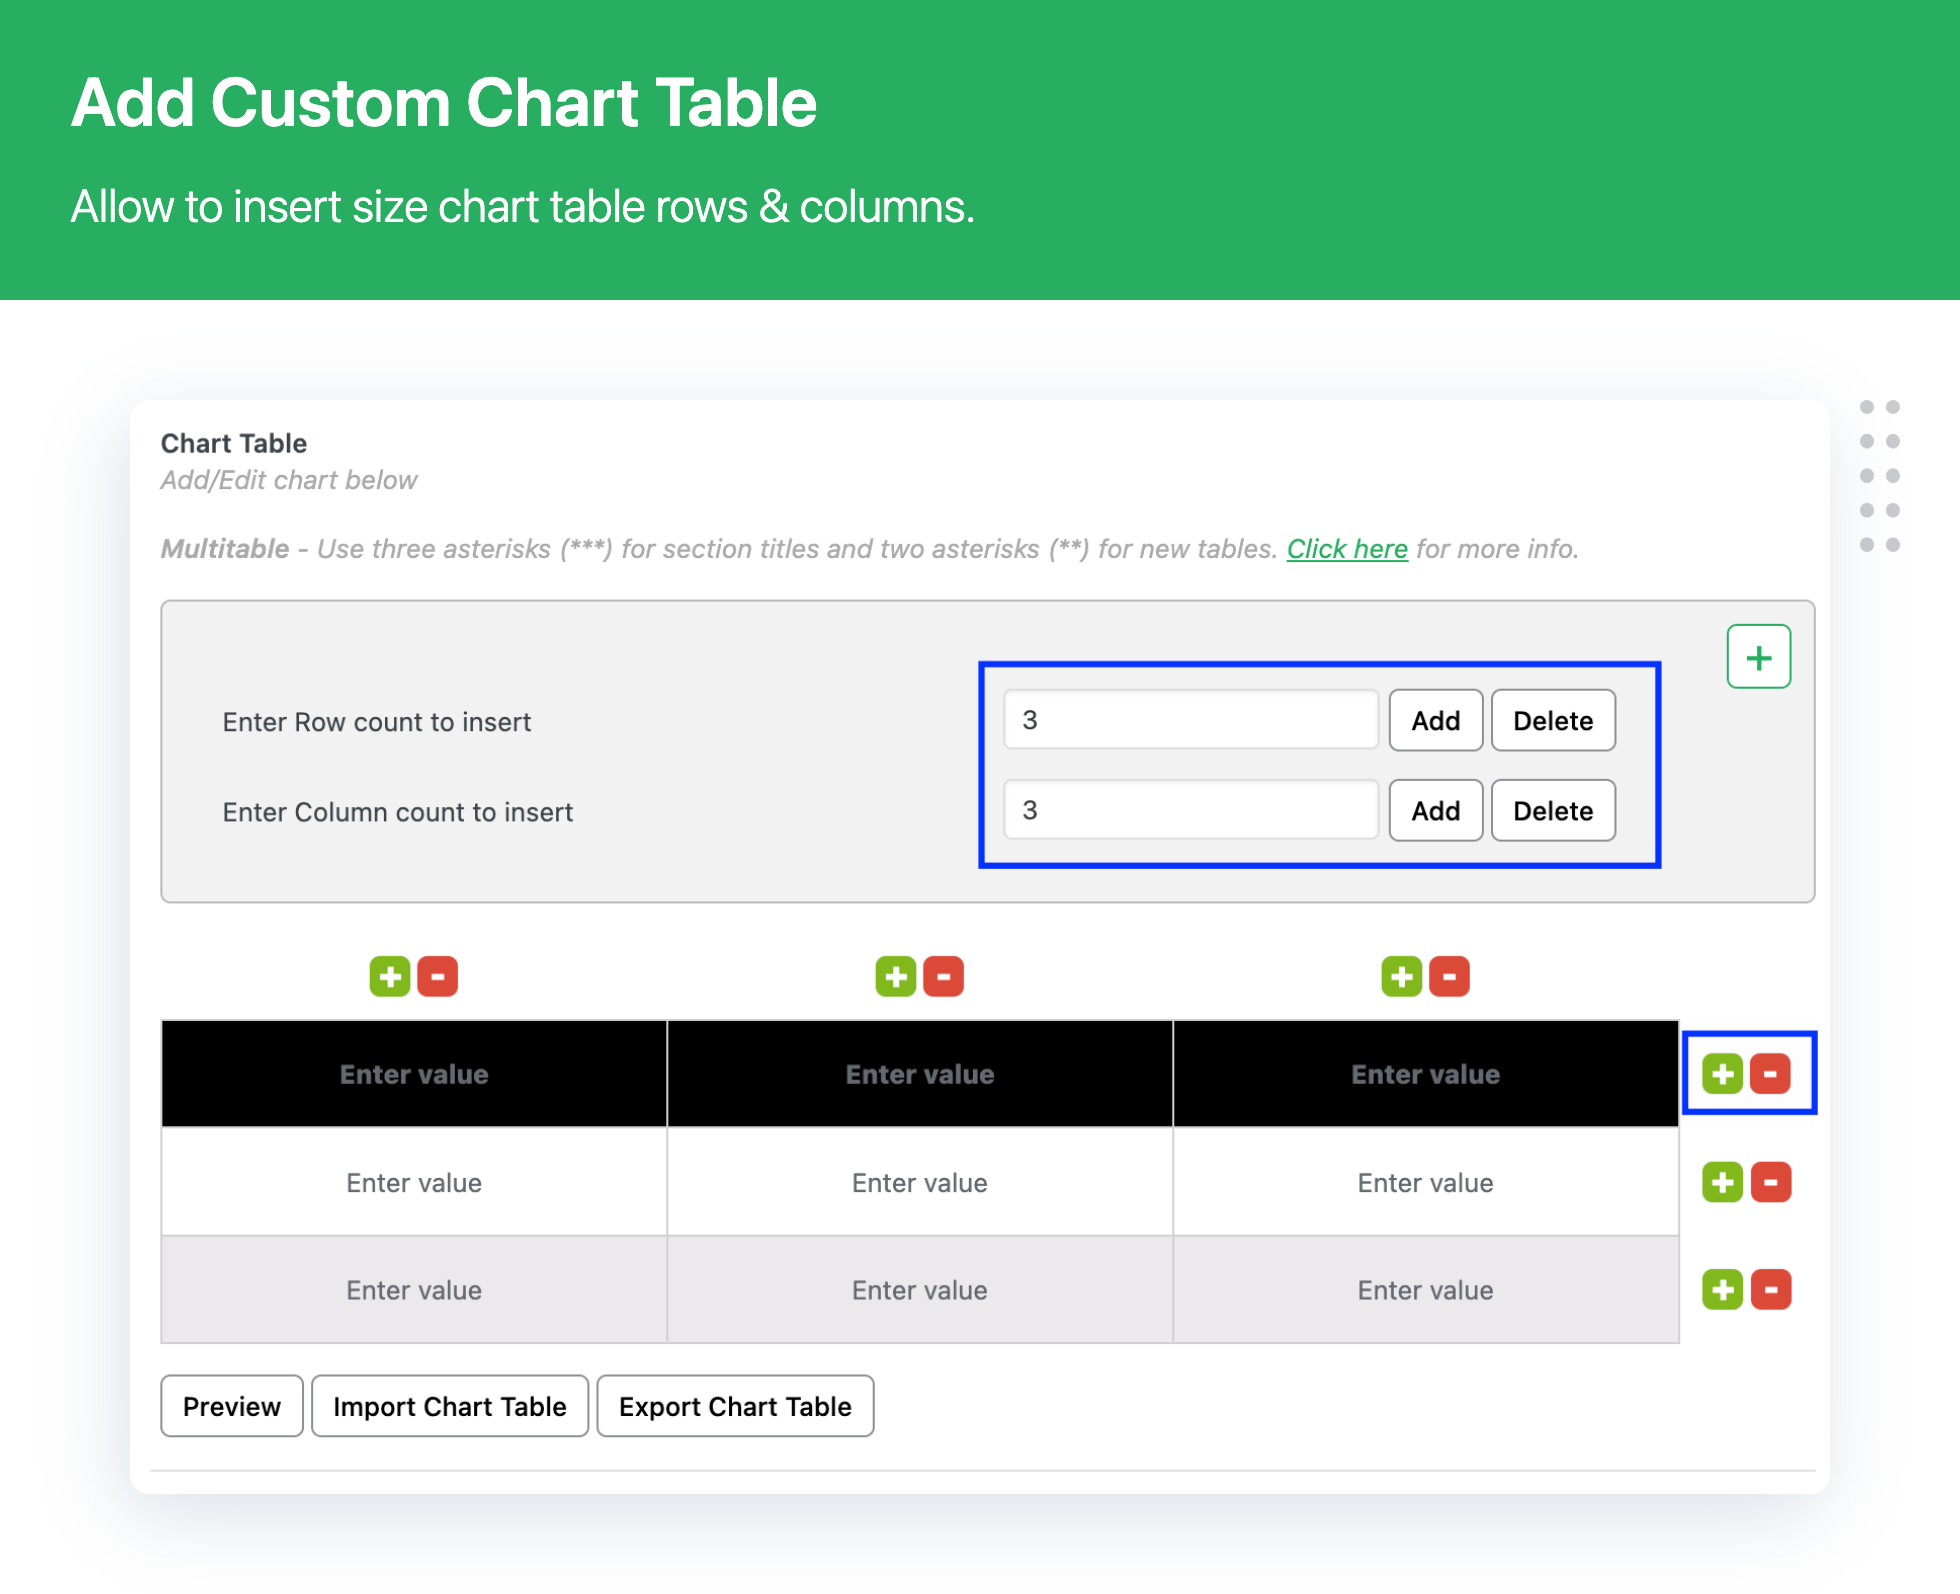 Add Custom Chart Table
Allow to insert size chart table rows & columns.
Chart Table
Add/Edit chart below
Multitable - Use three asterisks (***) for section titles and two asterisks (**) for new tables. Click here for more info.
+
Enter Row count to insert 3 Add Delete
Enter Column count to insert 3 Add Delete
+ - + - + -
Enter value Enter value Enter value + -
Enter value Enter value Enter value + -
Enter value Enter value Enter value + -
Preview Import Chart Table Export Chart Table